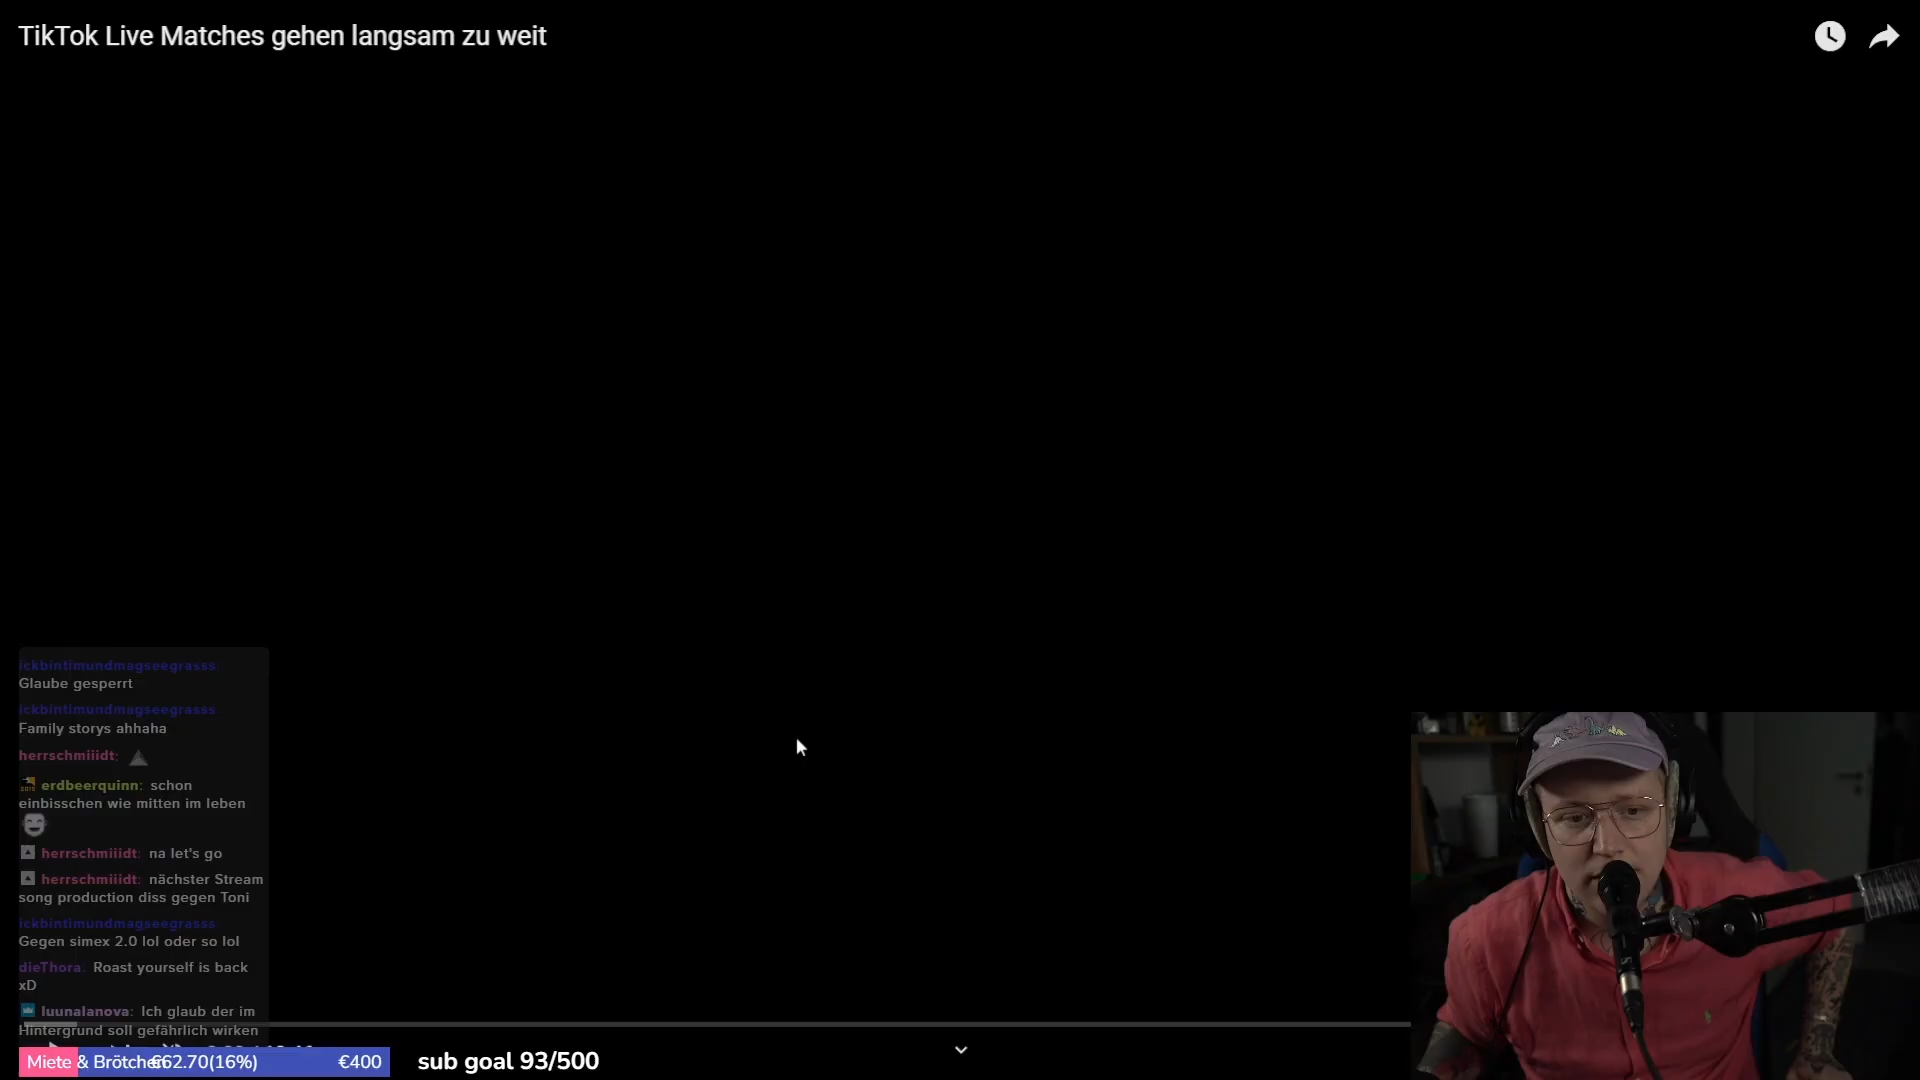 TikTok Live Matches gehen langsam zu weit
ickbintimundmagseegrasss:
Glaube gesperrt
ickbintimundmagseegrasss:
Family storys ahhaha
herrschmiiidt:
erdbeerquinn: schon
einbisschen wie mitten im leben
herrschmiiidt: na let's go
herrschmiiidt: nächster Stream
song production diss gegen Toni
ickbintimundmagseegrasss:
Gegen simex 2.0 lol oder so lol
dieThora: Roast yourself is back
xD
luunalanova: Ich glaub der im
Hintergrund soll gefährlich wirken
Miete & Brötchen €62.70(16%) €400
sub goal 93/500